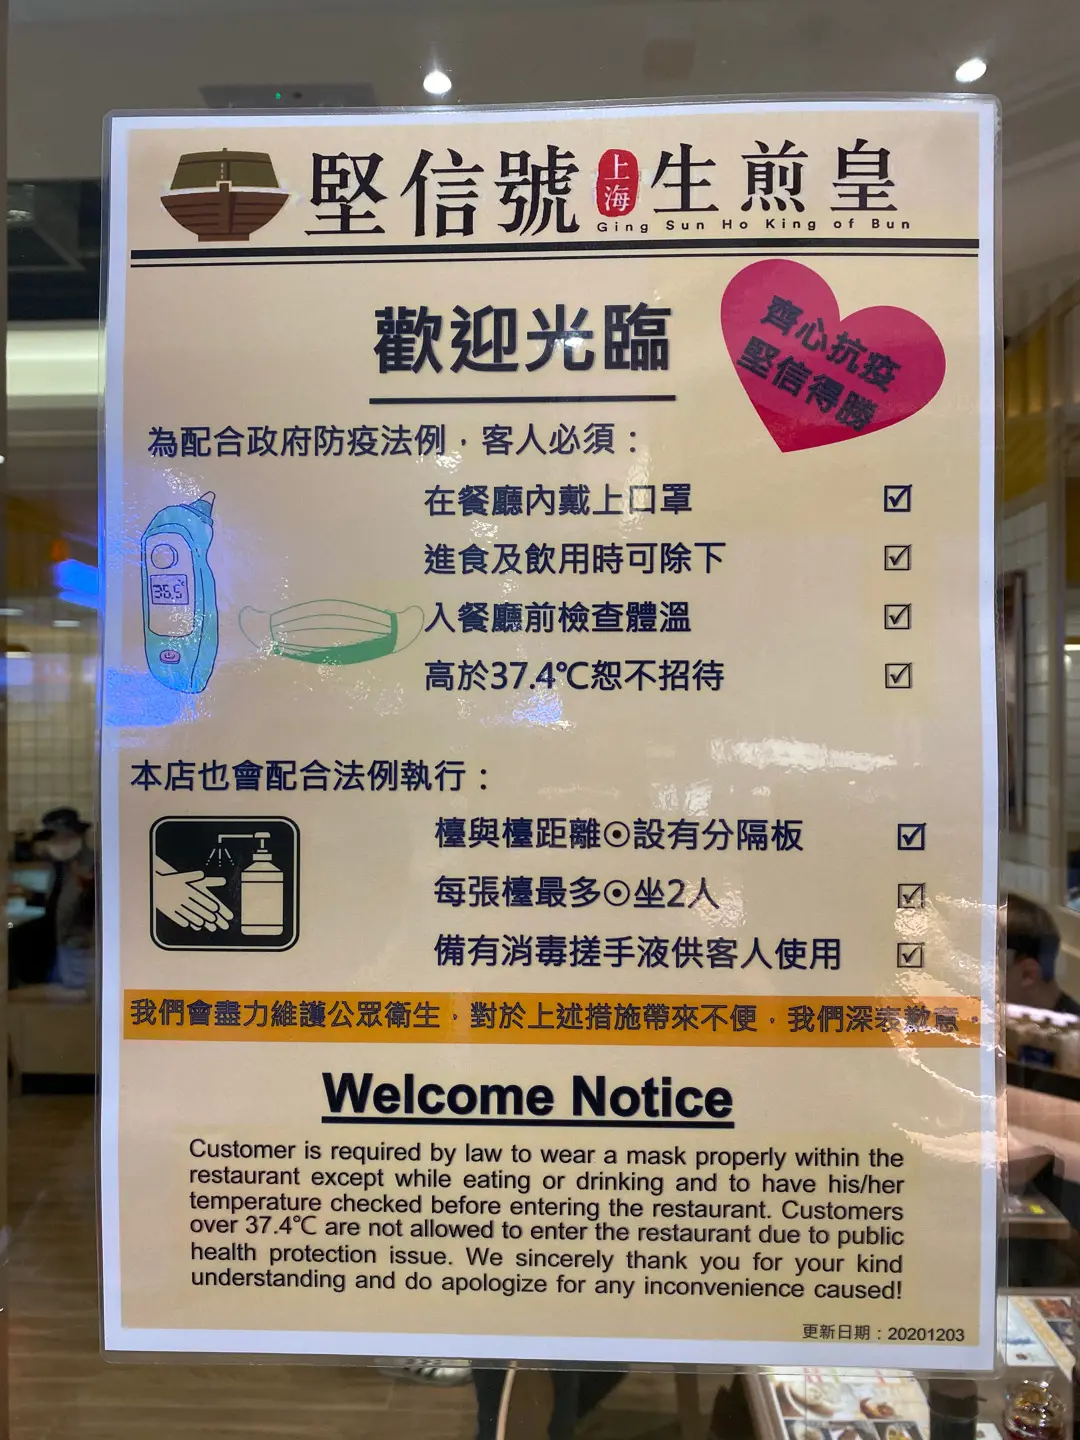 堅信號上海生煎皇
Ging Sun Ho King of Bun
歡迎光臨
齊心抗疫
堅信得勝
為配合政府防疫法例，客人必須：
在餐廳內戴上口罩 ☑
進食及飲用時可除下 ☑
入餐廳前檢查體溫 ☑
高於37.4℃恕不招待 ☑
36.5℃
本店也會配合法例執行：
檯與檯距離⊙設有分隔板 ☑
每張檯最多⊙坐2人 ☑
備有消毒搓手液供客人使用 ☑
我們會盡力維護公眾衛生，對於上述措施帶來不便，我們深表歉意。
Welcome Notice
Customer is required by law to wear a mask properly within the
restaurant except while eating or drinking and to have his/her
temperature checked before entering the restaurant. Customers
over 37.4℃ are not allowed to enter the restaurant due to public
health protection issue. We sincerely thank you for your kind
understanding and do apologize for any inconvenience caused!
更新日期：20201203